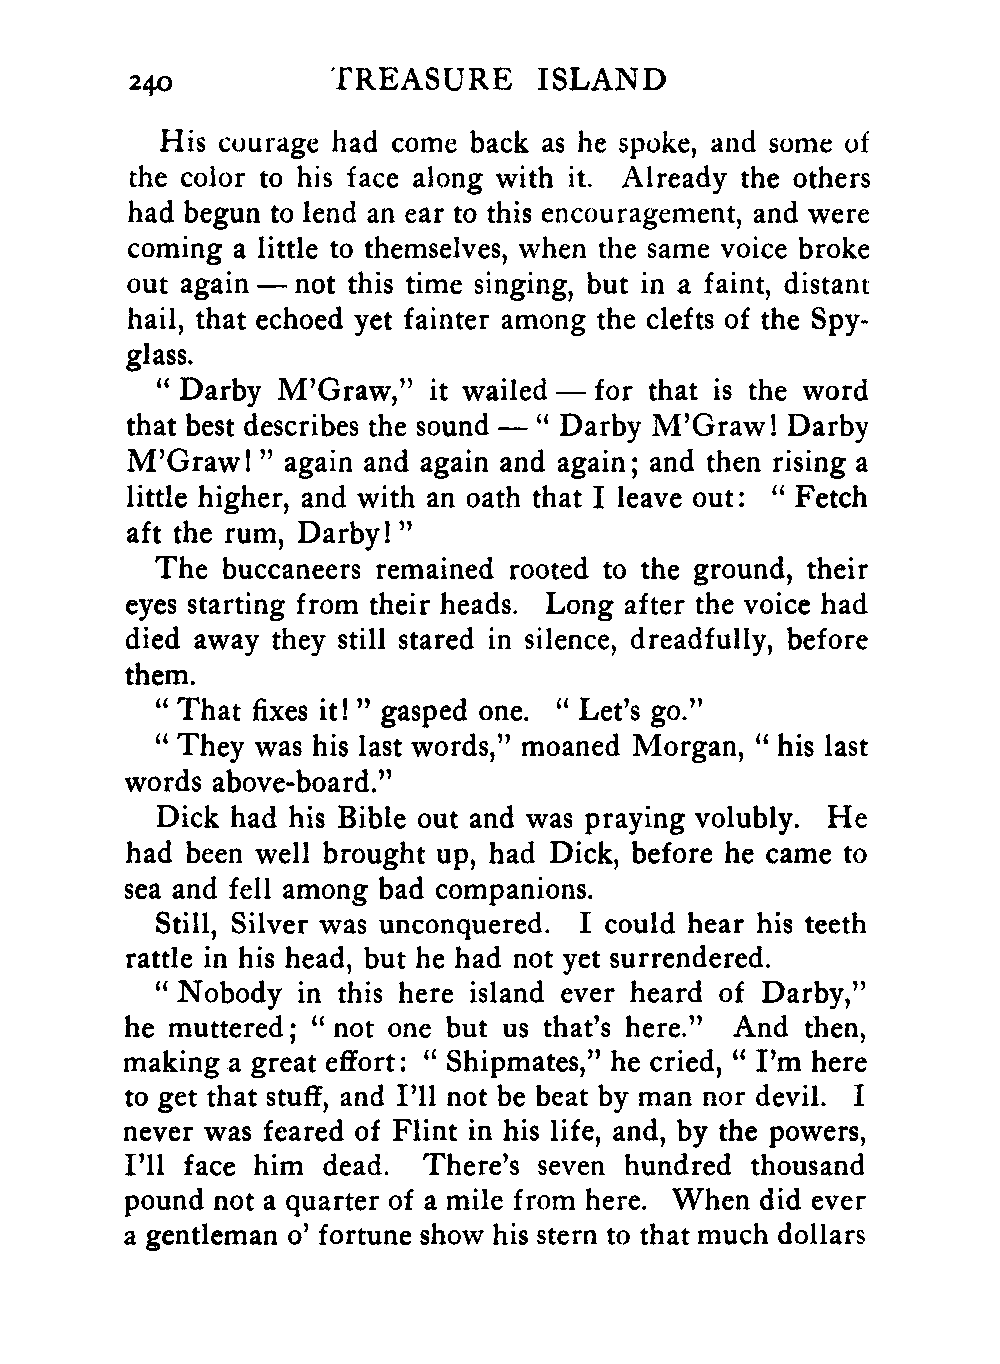 240 TREASURE ISLAND
His courage had come back as he spoke, and some of
the color to his face along with it. Already the others
had begun to lend an ear to this encouragement, and were
coming a little to themselves, when the same voice broke
out again — not this time singing, but in a faint, distant
hail, that echoed yet fainter among the clefts of the Spy-
glass.
“ Darby M’Graw,” it wailed — for that is the word
that best describes the sound — “ Darby M’Graw! Darby
M’Graw! ” again and again and again; and then rising a
little higher, and with an oath that I leave out: “ Fetch
aft the rum, Darby! ”
The buccaneers remained rooted to the ground, their
eyes starting from their heads. Long after the voice had
died away they still stared in silence, dreadfully, before
them.
“ That fixes it! ” gasped one. “ Let’s go.”
“ They was his last words,” moaned Morgan, “ his last
words above-board.”
Dick had his Bible out and was praying volubly. He
had been well brought up, had Dick, before he came to
sea and fell among bad companions.
Still, Silver was unconquered. I could hear his teeth
rattle in his head, but he had not yet surrendered.
“ Nobody in this here island ever heard of Darby,”
he muttered; “ not one but us that’s here.” And then,
making a great effort: “ Shipmates,” he cried, “ I’m here
to get that stuff, and I’ll not be beat by man nor devil. I
never was feared of Flint in his life, and, by the powers,
I’ll face him dead. There’s seven hundred thousand
pound not a quarter of a mile from here. When did ever
a gentleman o’ fortune show his stern to that much dollars